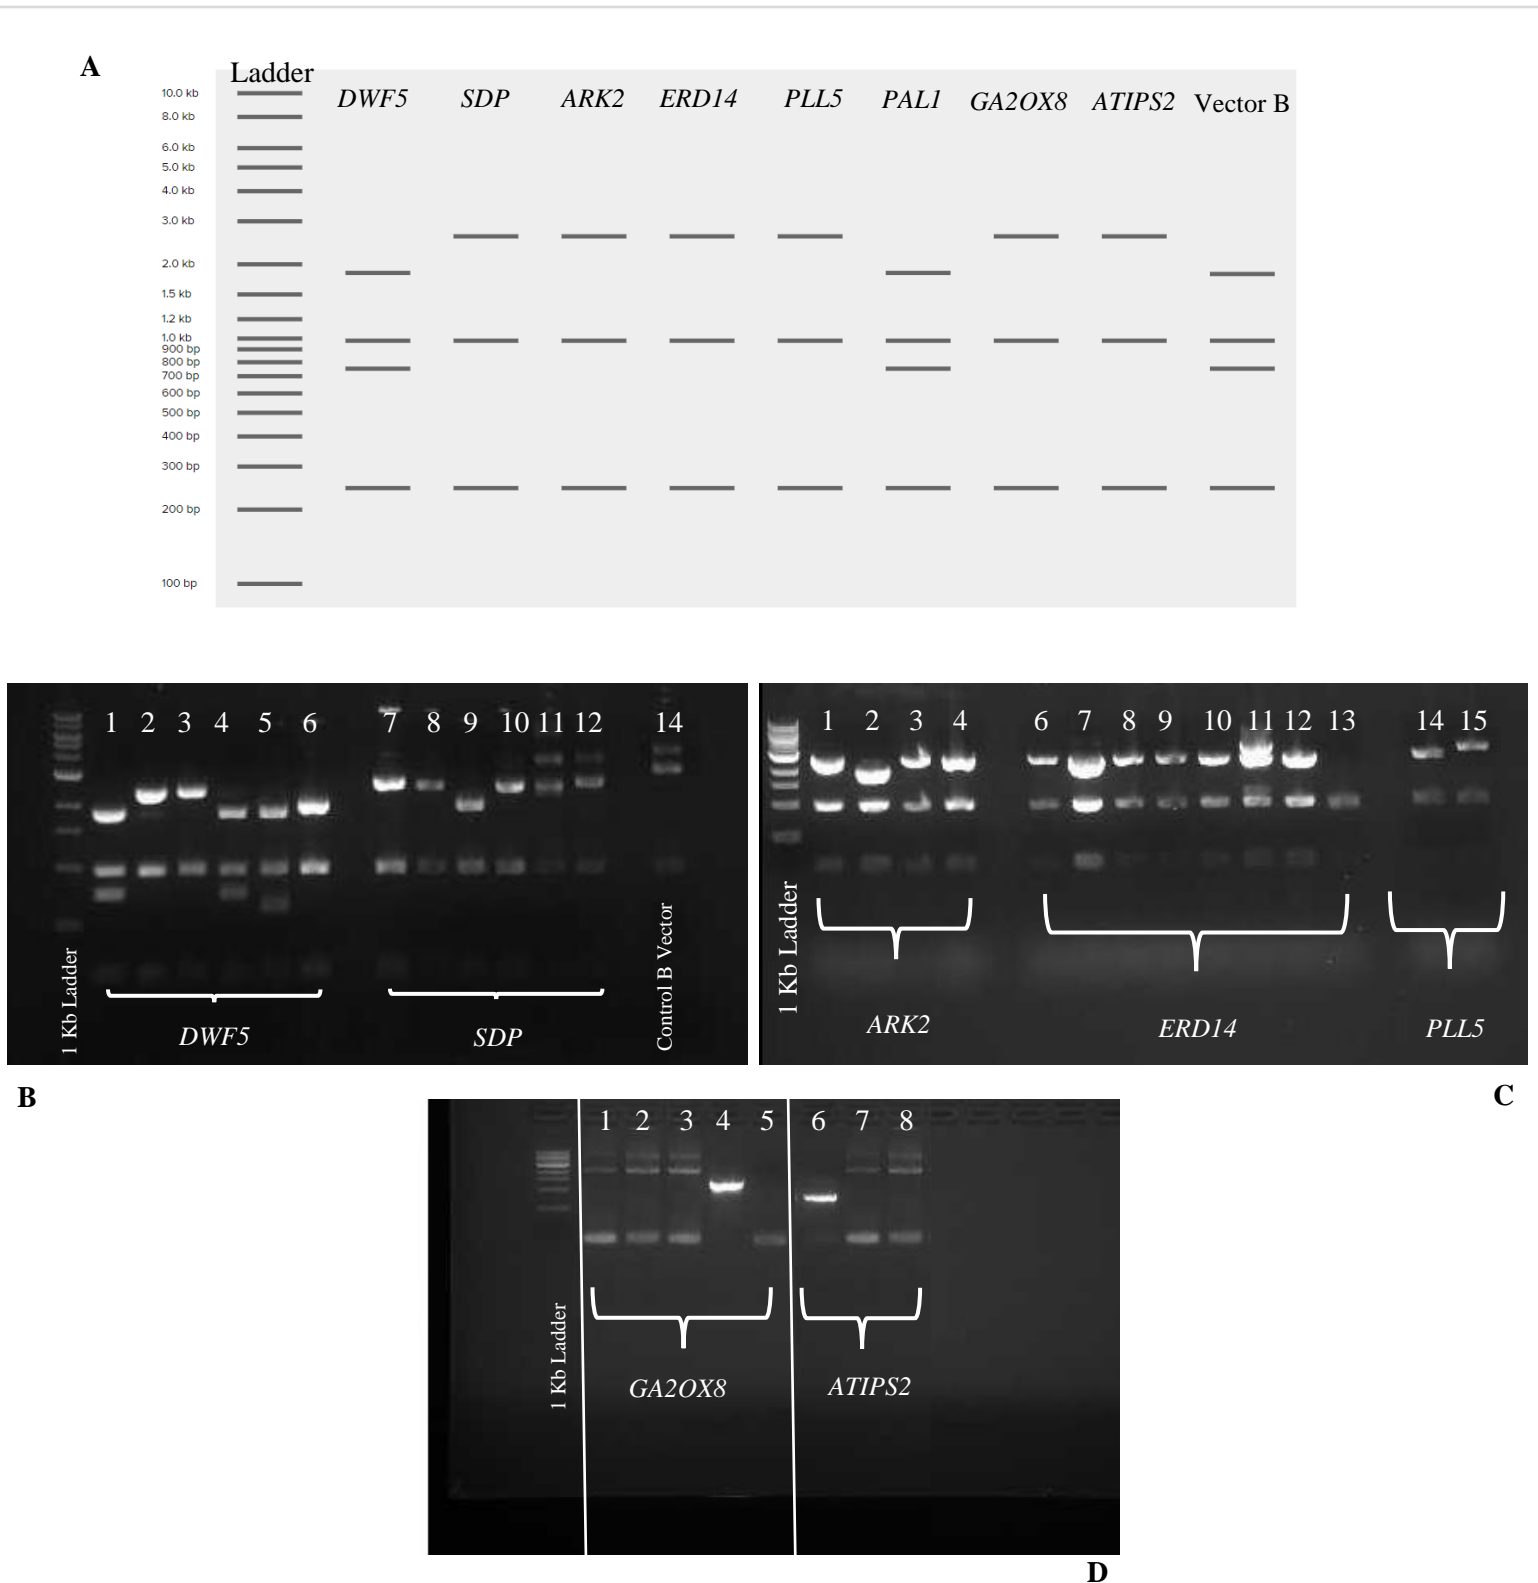 A
Ladder
DWF5 SDP ARK2 ERD14 PLL5 PAL1 GA2OX8 ATIPS2 Vector B
10.0 kb
8.0 kb
6.0 kb
5.0 kb
4.0 kb
3.0 kb
2.0 kb
1.5 kb
1.2 kb
1.0 kb
900 bp
800 bp
700 bp
600 bp
500 bp
400 bp
300 bp
200 bp
100 bp
1 2 3 4 5 6 7 8 9 10 11 12 14
1 Kb Ladder
DWF5
SDP
Control B Vector
B
1 2 3 4 6 7 8 9 10 11 12 13 14 15
1 Kb Ladder
ARK2
ERD14
PLL5
C
1 2 3 4 5 6 7 8
1 Kb Ladder
GA2OX8
ATIPS2
D